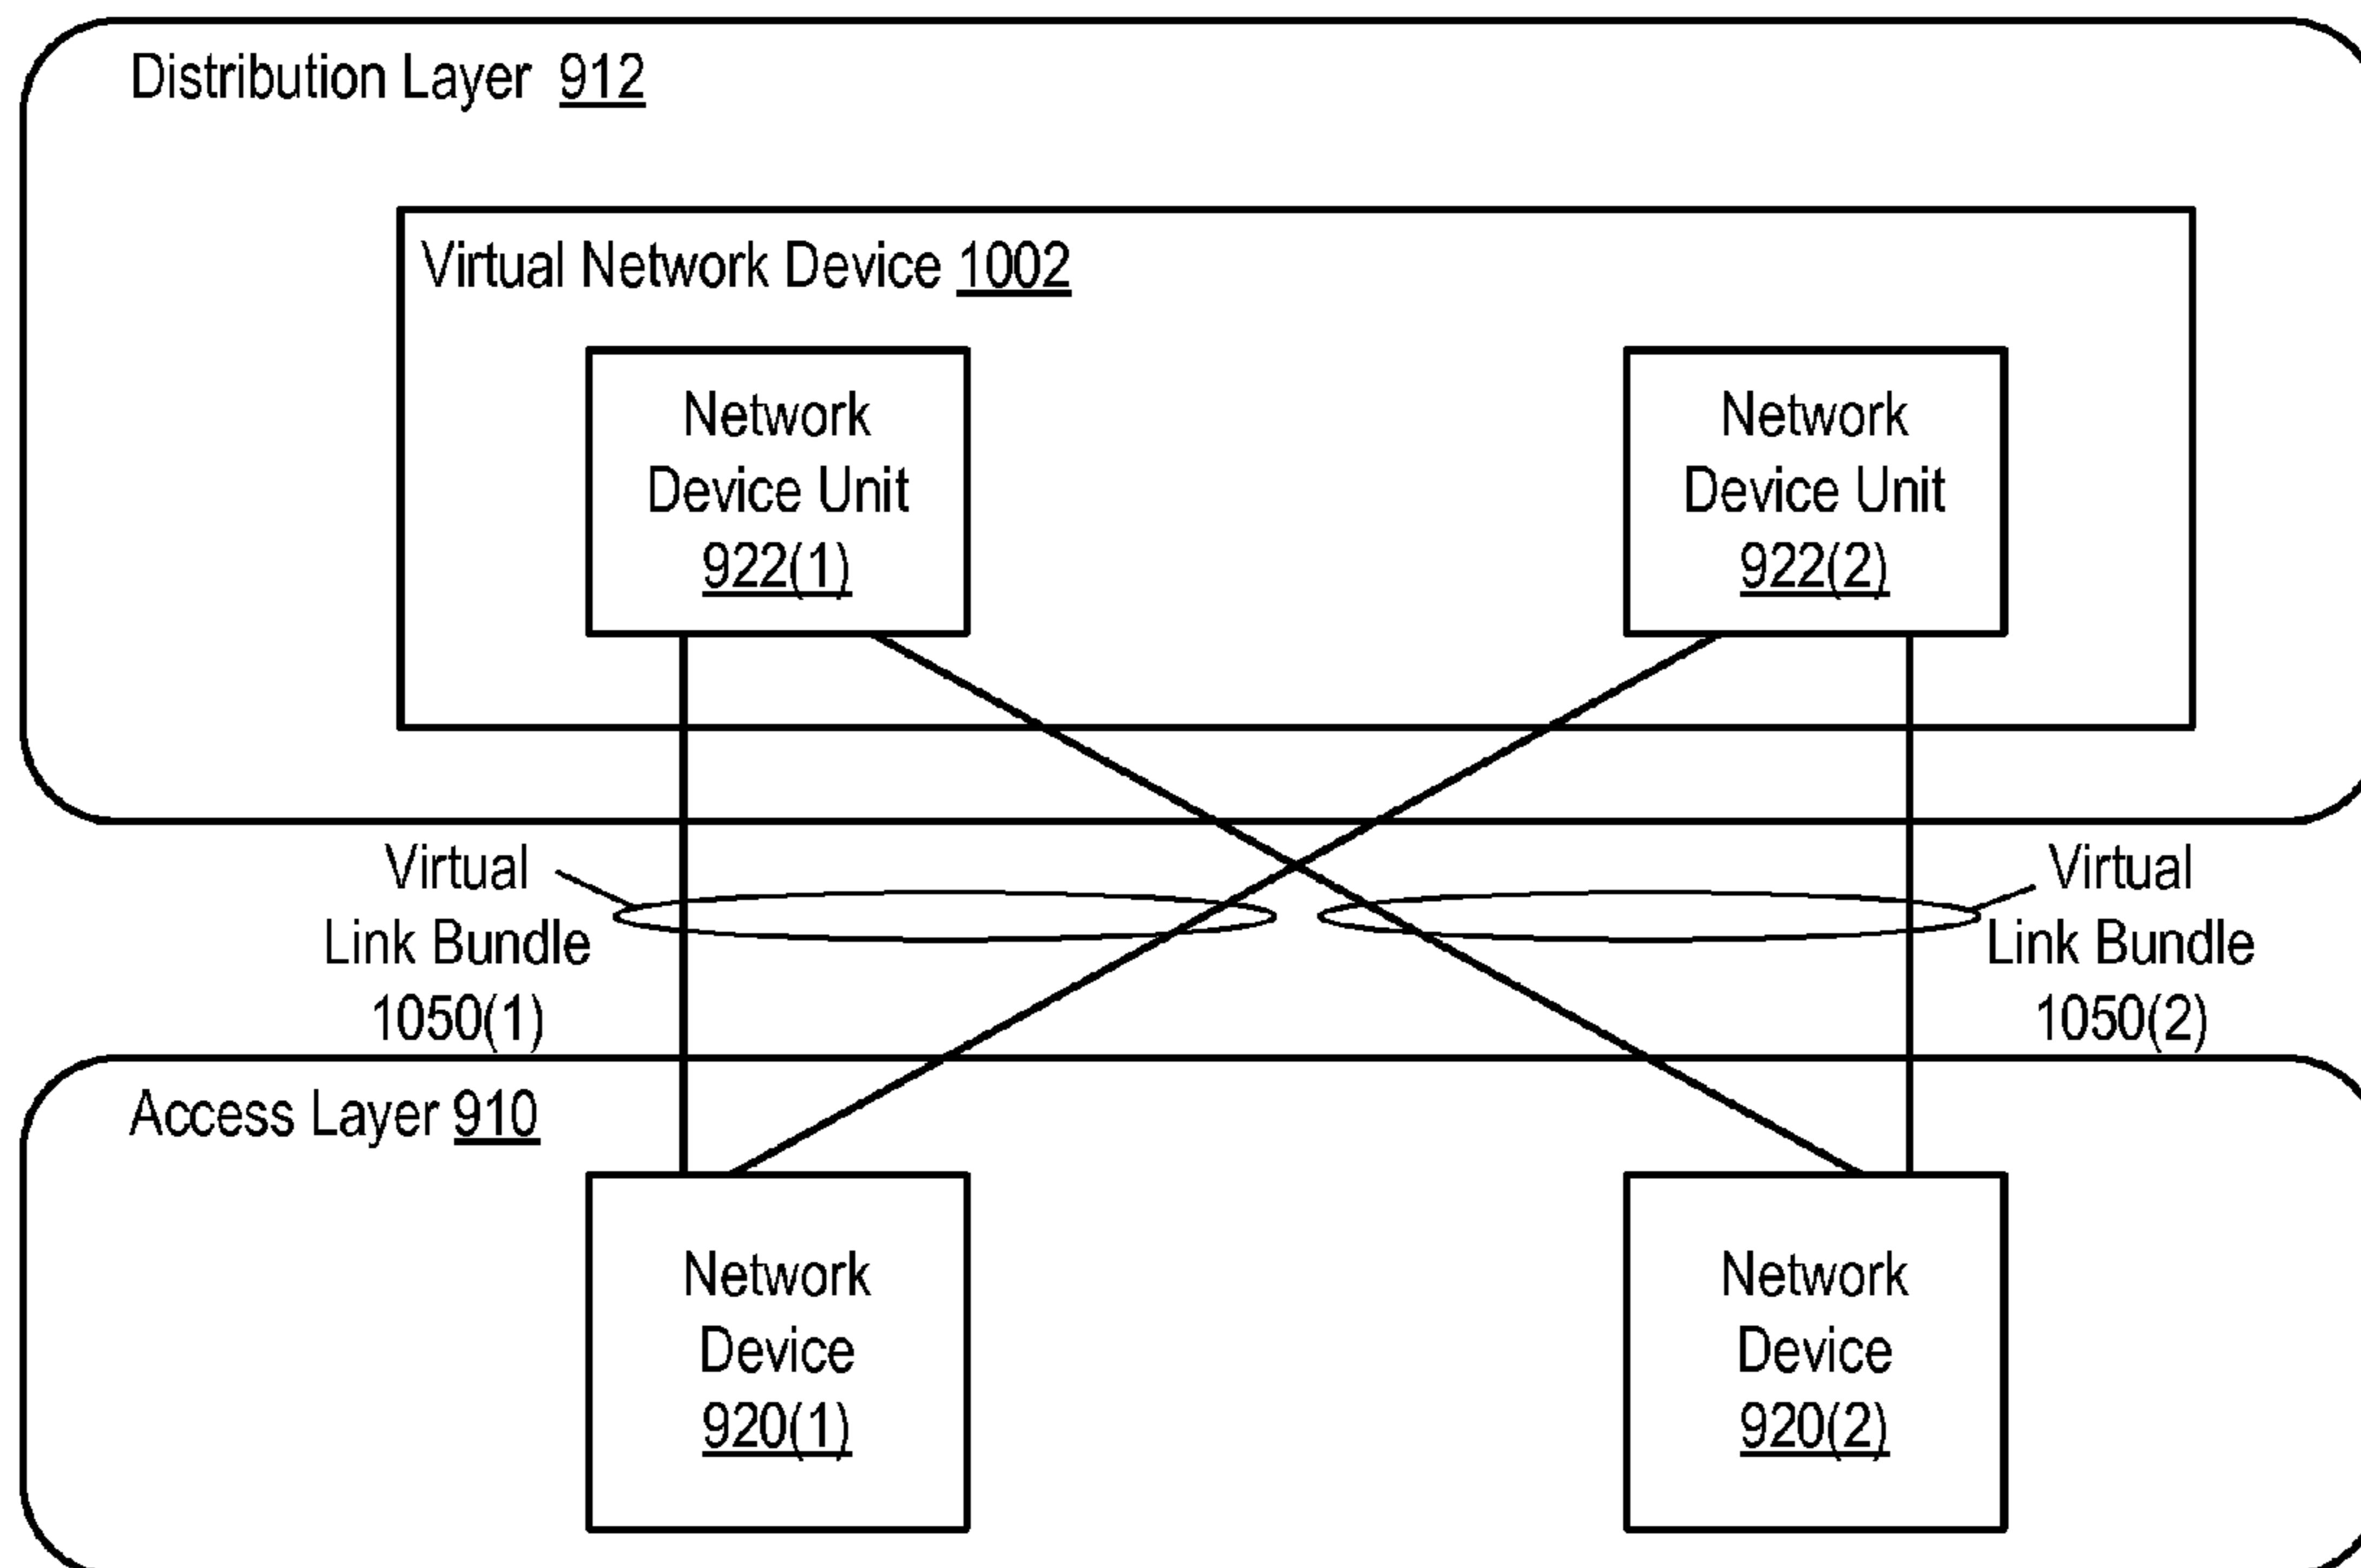 Distribution Layer 912
Virtual Network Device 1002
Network
Device Unit
922(1)
Network
Device Unit
922(2)
Virtual
Link Bundle
1050(1)
Virtual
Link Bundle
1050(2)
Access Layer 910
Network
Device
920(1)
Network
Device
920(2)